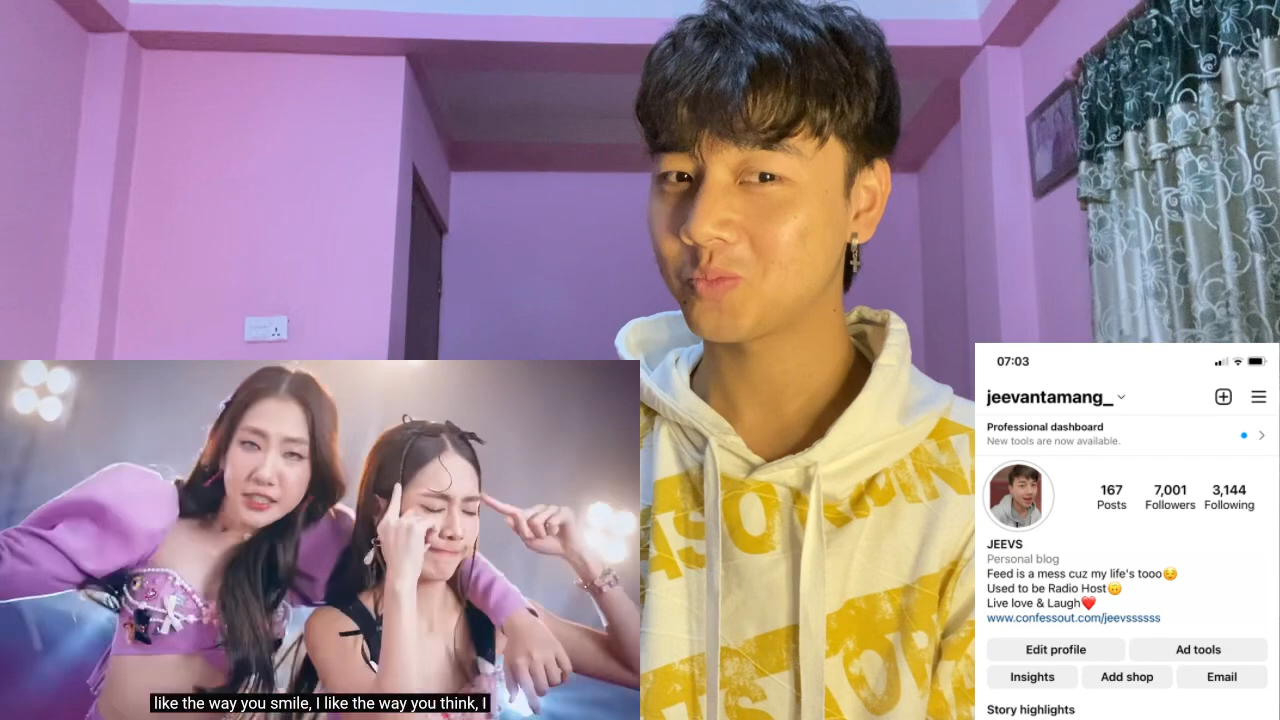 like the way you smile, I like the way you think, I
07:03
jeevantamang_
Professional dashboard
New tools are now available.
167 7,001 3,144
Posts Followers Following
JEEVS
Personal blog
Feed is a mess cuz my life's tooo😌
Used to be Radio Host🙃
Live love & Laugh❤️
www.confessout.com/jeevssssss
Edit profile Ad tools
Insights Add shop Email
Story highlights